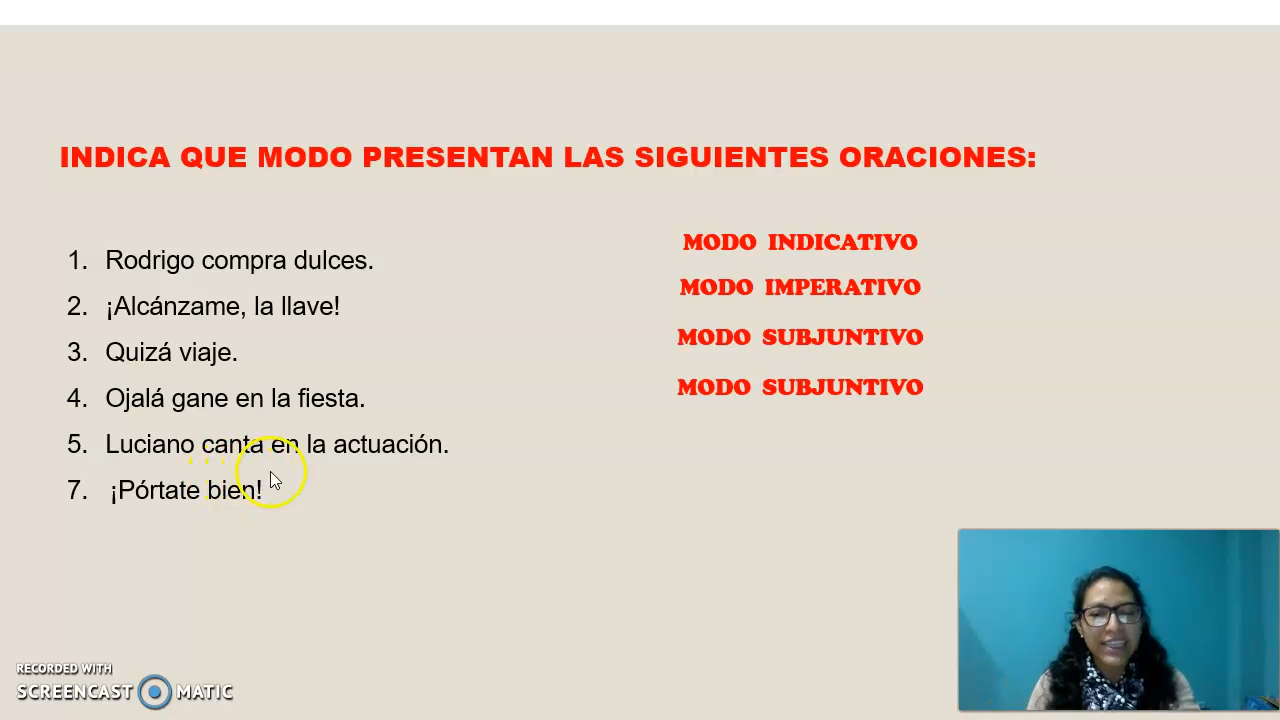 INDICA QUE MODO PRESENTAN LAS SIGUIENTES ORACIONES:
1. Rodrigo compra dulces.
MODO INDICATIVO
2. ¡Alcánzame, la llave!
MODO IMPERATIVO
3. Quizá viaje.
MODO SUBJUNTIVO
4. Ojalá gane en la fiesta.
MODO SUBJUNTIVO
5. Luciano canta en la actuación.
7. ¡Pórtate bien!
RECORDED WITH
SCREENCAST MATIC